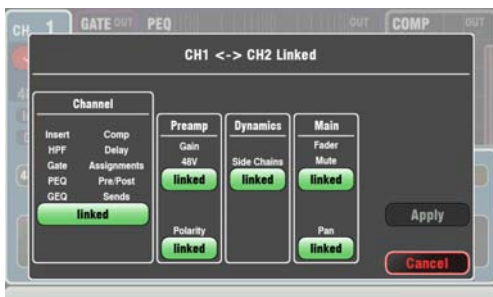 CH 1 GATE OUT PEQ OUT COMP OUT
CH1 <-> CH2 Linked
Channel
Insert Comp
HPF Delay
Gate Assignments
PEQ Pre/Post
GEQ Sends
linked
Preamp
Gain
48V
linked
Polarity
linked
Dynamics
Side Chains
linked
Main
Fader
Mute
linked
Pan
linked
Apply
Cancel